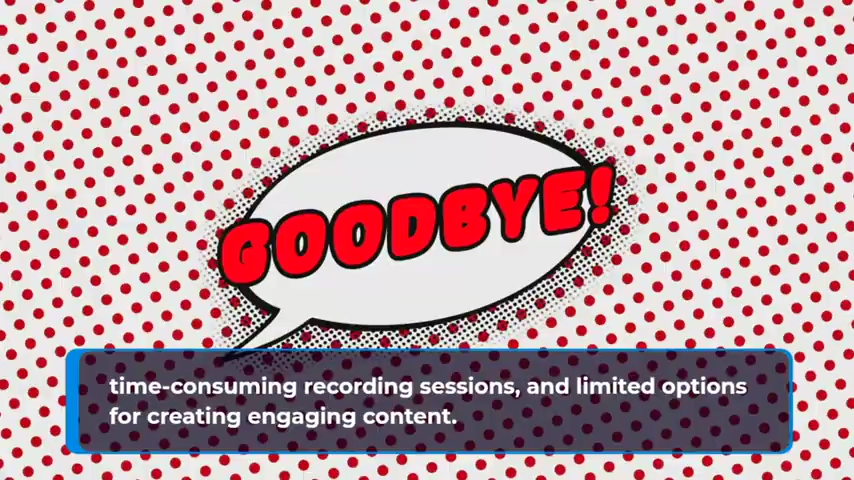 GOODBYE!
time-consuming recording sessions, and limited options
for creating engaging content.